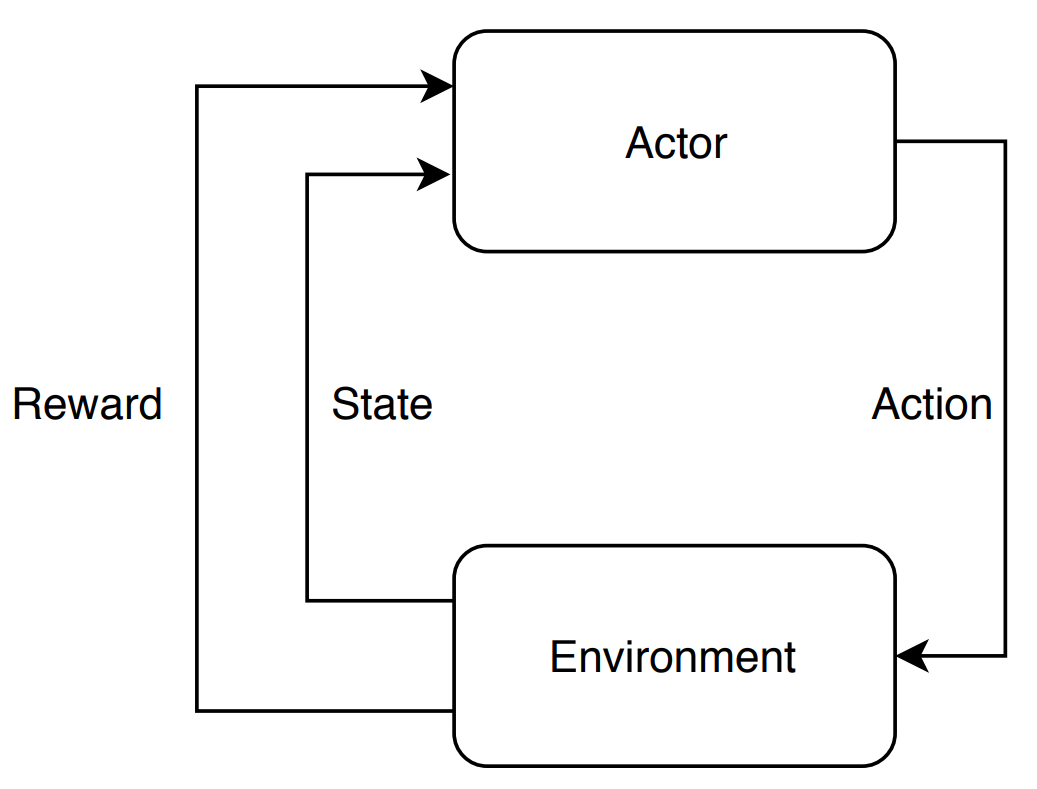 Actor
Reward
State
Action
Environment